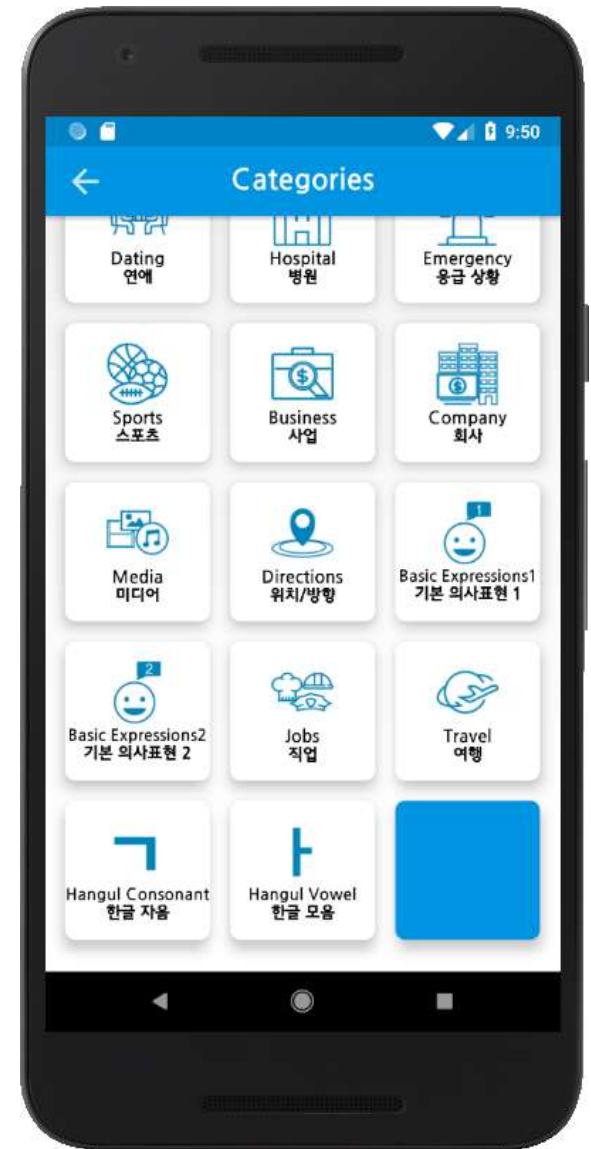 9:50
Categories
Dating
연애
Hospital
병원
Emergency
응급 상황
Sports
스포츠
Business
사업
Company
회사
Media
미디어
Directions
위치/방향
1
Basic Expressions1
기본 의사표현 1
2
Basic Expressions2
기본 의사표현 2
Jobs
직업
Travel
여행
ㄱ
Hangul Consonant
한글 자음
ㅏ
Hangul Vowel
한글 모음